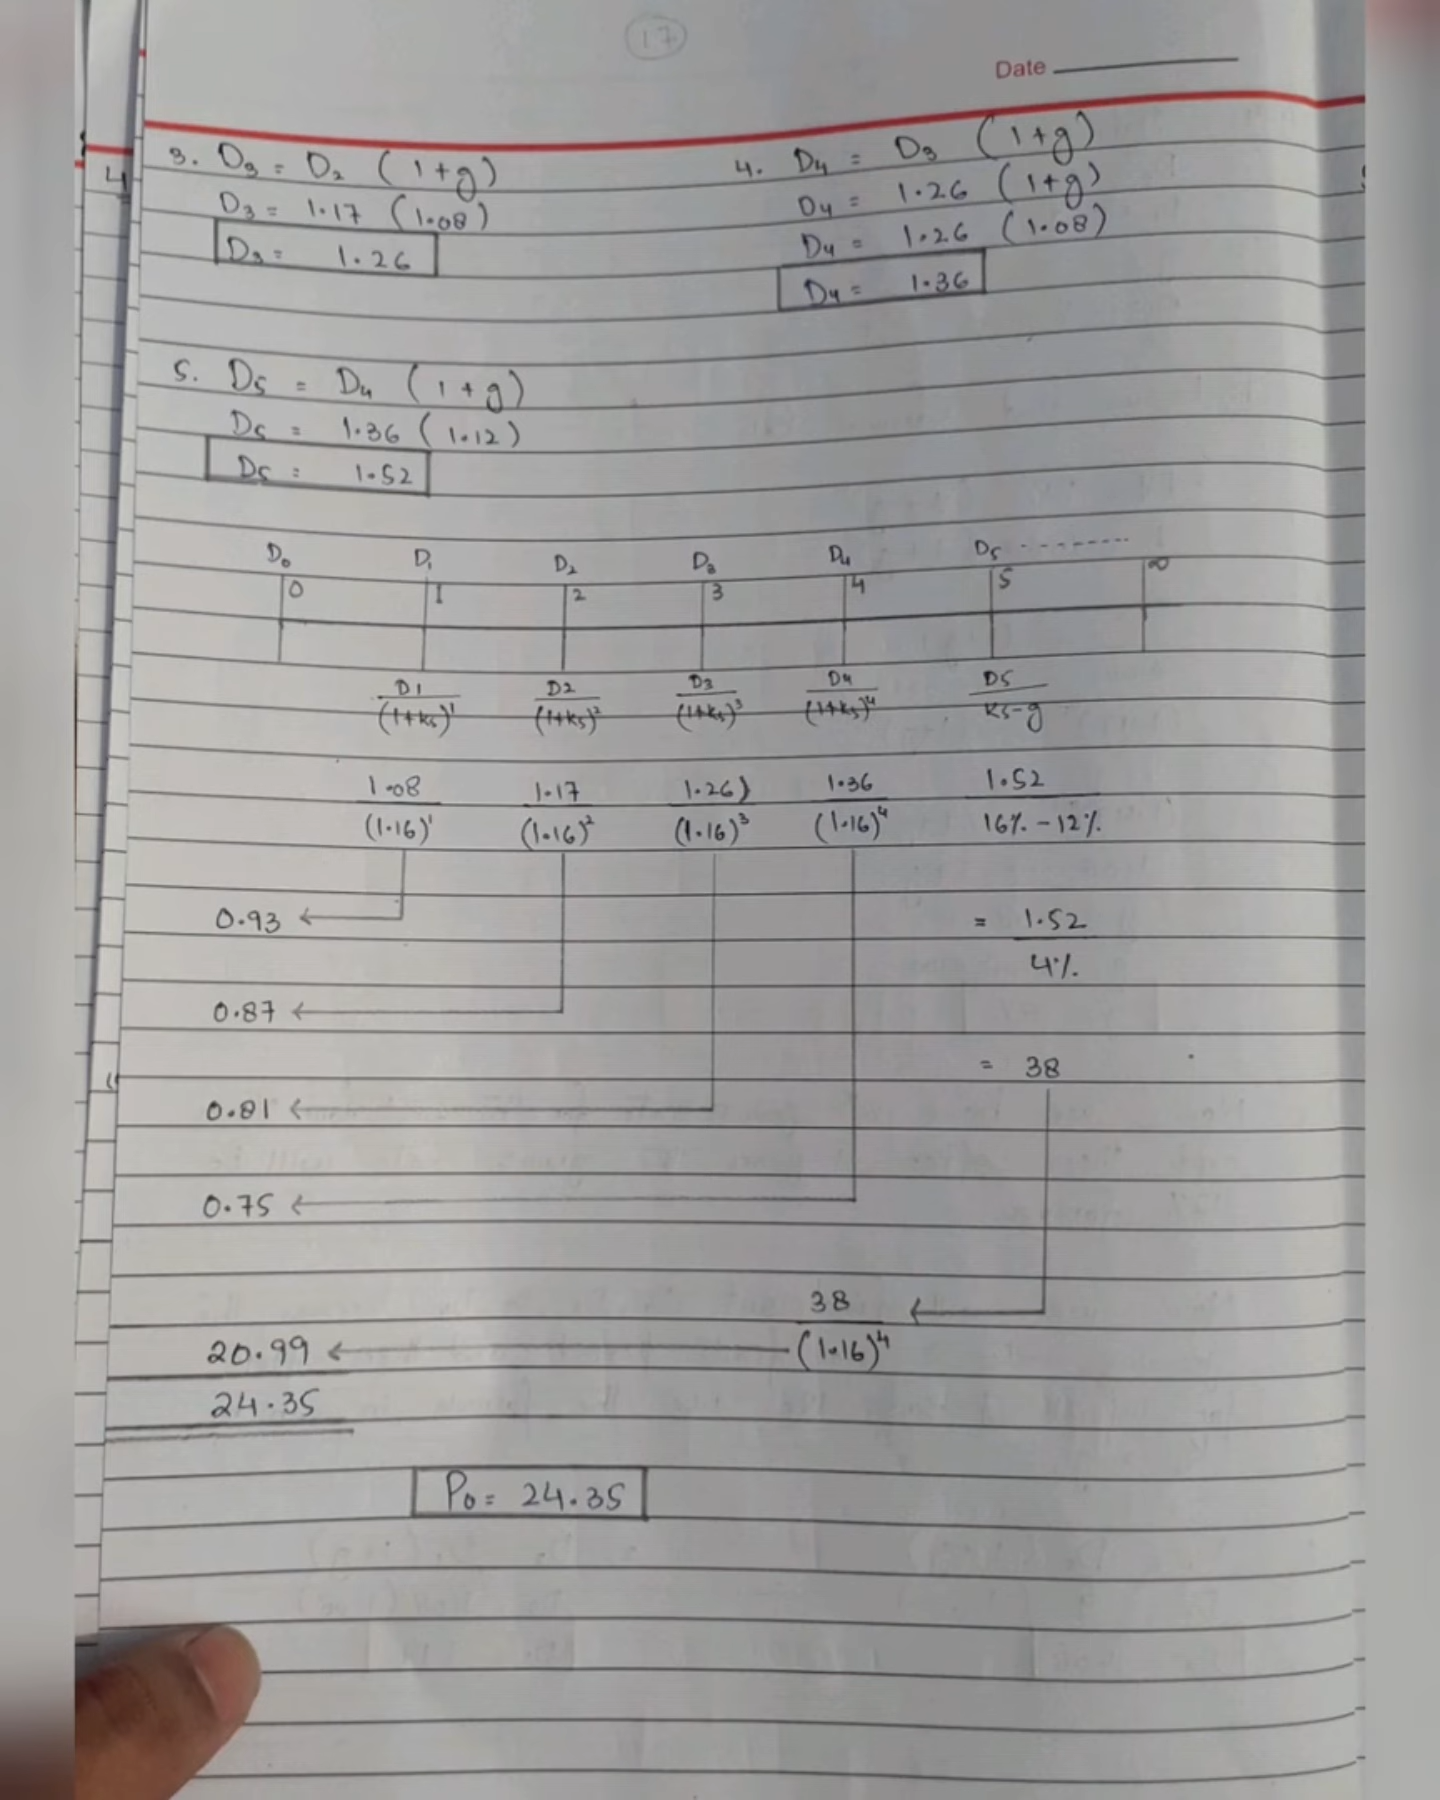 17
Date
3. D3 = D2 (1+g)
D3 = 1.17 (1.08)
D3 = 1.26
4. D4 = D3 (1+g)
D4 = 1.26 (1+g)
D4 = 1.26 (1.08)
D4 = 1.36
5. D5 = D4 (1+g)
D5 = 1.36 (1.12)
D5 = 1.52
D0 D1 D2 D3 D4 D5 ---------
0 1 2 3 4 5 ∞
D1/(1+ks)¹ D2/(1+ks)² D3/(1+ks)³ D4/(1+ks)⁴ D5/ks-g
1.08/(1.16)¹ 1.17/(1.16)² 1.26)/(1.16)³ 1.36/(1.16)⁴ 1.52/16% - 12%
0.93 ← = 1.52/4%
0.87 ←
= 38
0.81 ←
0.75 ←
20.99 ← 38/(1.16)⁴ ←
24.35
P0 = 24.35